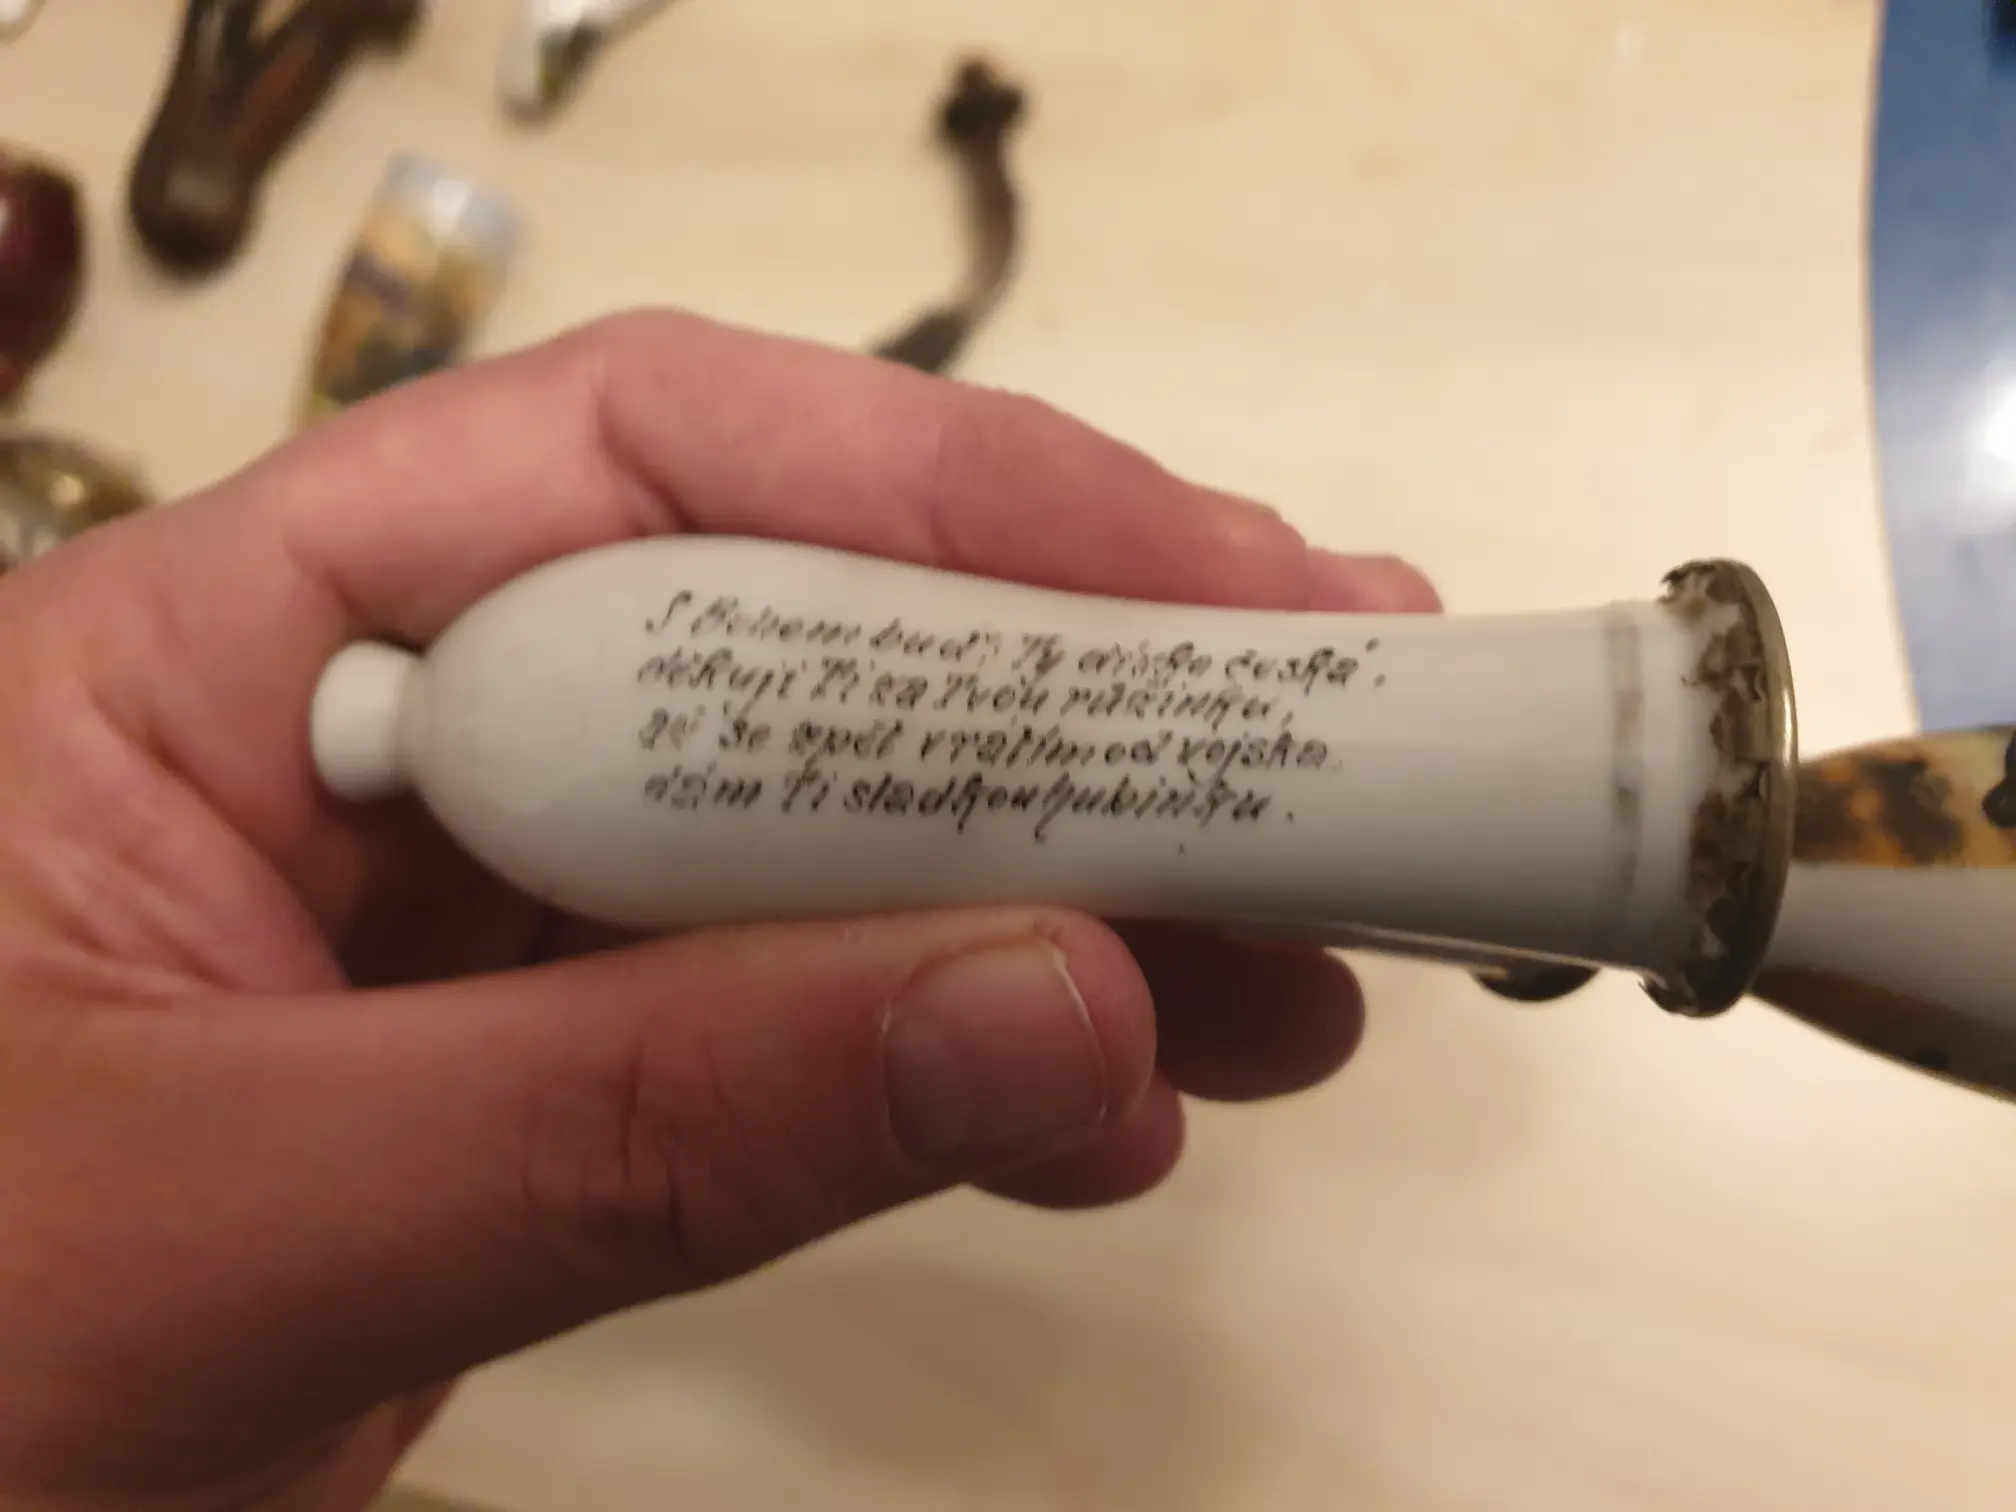 S Bohem buď, Ty dívko česká,
děkuji Ti za Tvou růžinku,
až se zpět vrátím od vojska,
dám Ti sladkou hubinku.